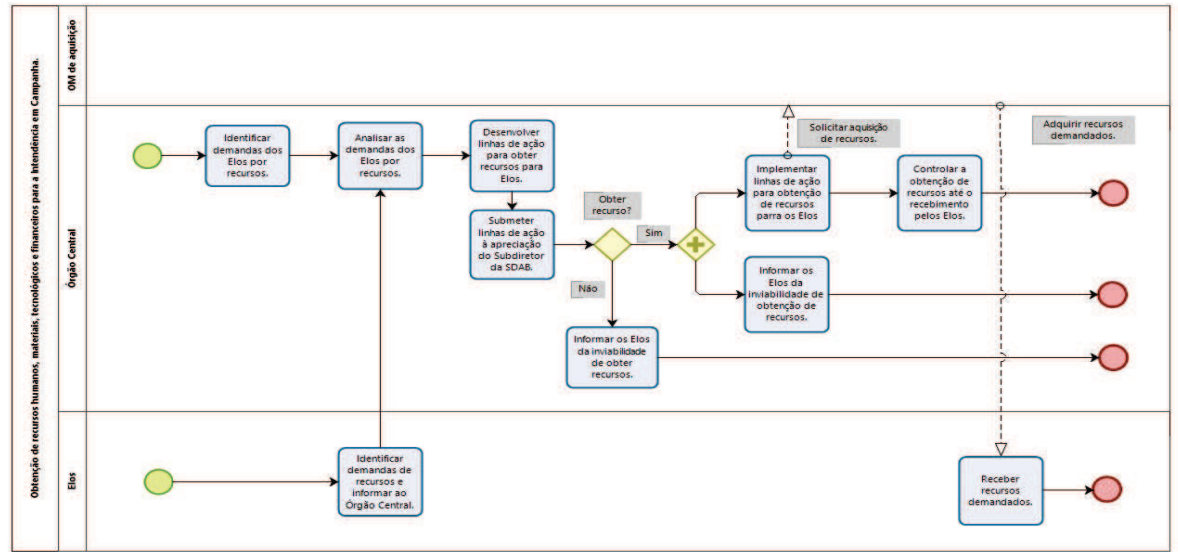 Obtenção de recursos humanos, materiais, tecnológicos e financeiros para a Intendência em Campanha.
OM de aquisição
Órgão Central
Elos
Identificar
demandas dos
Elos por
recursos.
Analisar as
demandas dos
Elos por
recursos.
Desenvolver
linhas de ação
para obter
recursos para
Elos.
Submeter
linhas de ação
à apreciação
do Subdiretor
da SDAB.
Obter
recurso?
Sim
Não
Solicitar aquisição
de recursos.
Adquirir recursos
demandados.
Implementar
linhas de ação
para obtenção
de recursos
parra os Elos
Controlar a
obtenção de
recursos até o
recebimento
pelos Elos.
Informar os
Elos da
inviabilidade de
obtenção de
recursos.
Informar os Elos
da inviabilidade
de obter
recursos.
Identificar
demandas de
recursos e
informar ao
Órgão Central.
Receber
recursos
demandados.